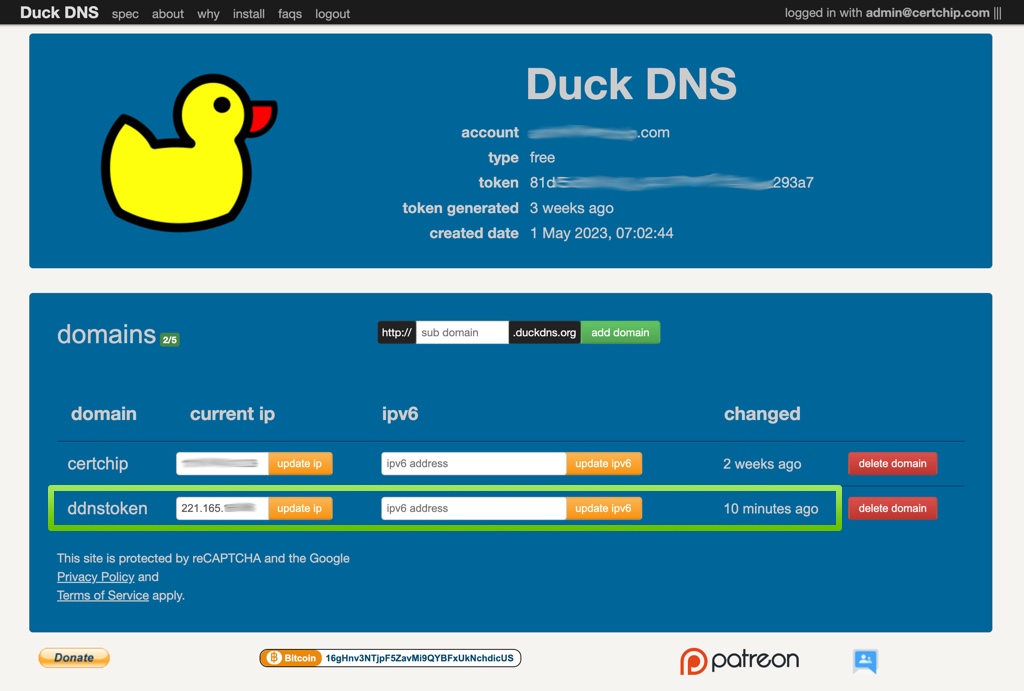 Duck DNS spec about why install faqs logout logged in with admin@certchip.com |||
Duck DNS
account .com
type free
token 81d 293a7
token generated 3 weeks ago
created date 1 May 2023, 07:02:44
domains 2/5 http:// sub domain .duckdns.org add domain
domain current ip ipv6 changed
certchip update ip ipv6 address update ipv6 2 weeks ago delete domain
ddnstoken 221.165. update ip ipv6 address update ipv6 10 minutes ago delete domain
This site is protected by reCAPTCHA and the Google
Privacy Policy and
Terms of Service apply.
Donate Bitcoin 16gHnv3NTjpF5ZavMi9QYBFxUkNchdicUS patreon